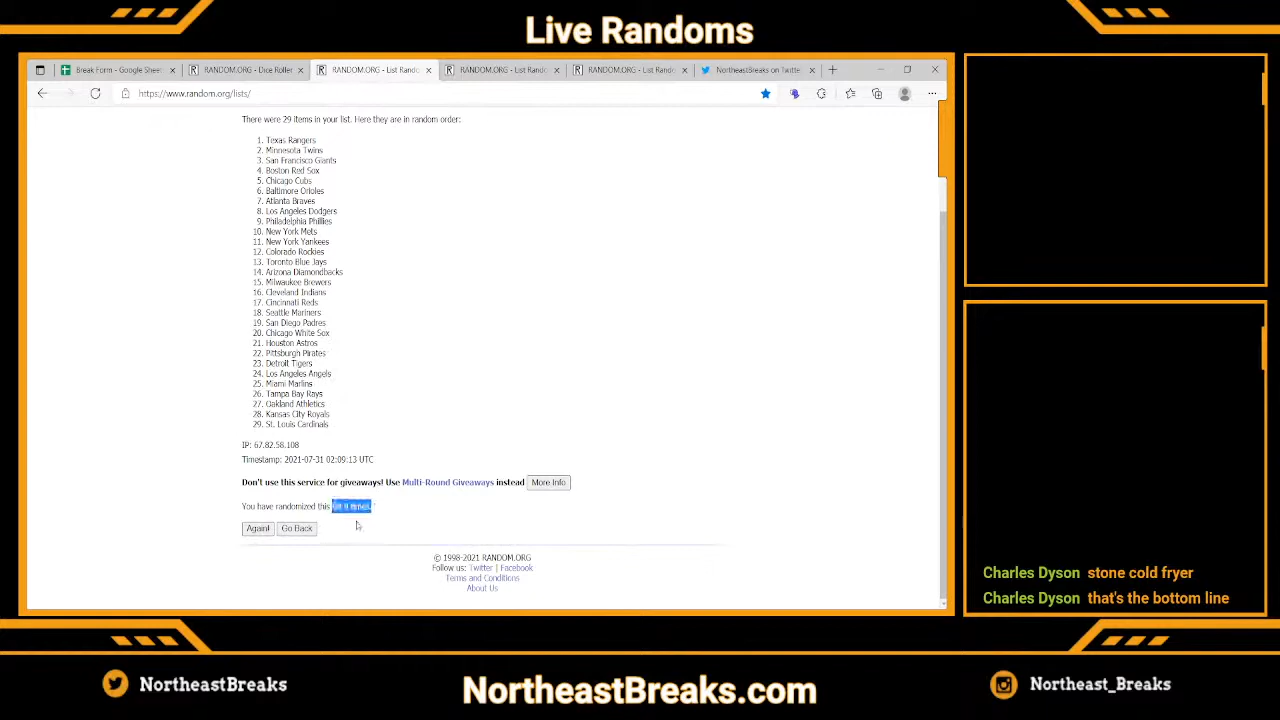 Live Randoms
Break Form - Google Sheet
RANDOM.ORG - Dice Roller
RANDOM.ORG - List Rando
RANDOM.ORG - List Rando
RANDOM.ORG - List Rando
NortheastBreaks on Twitte
https://www.random.org/lists/
There were 29 items in your list. Here they are in random order:
1. Texas Rangers
2. Minnesota Twins
3. San Francisco Giants
4. Boston Red Sox
5. Chicago Cubs
6. Baltimore Orioles
7. Atlanta Braves
8. Los Angeles Dodgers
9. Philadelphia Phillies
10. New York Mets
11. New York Yankees
12. Colorado Rockies
13. Toronto Blue Jays
14. Arizona Diamondbacks
15. Milwaukee Brewers
16. Cleveland Indians
17. Cincinnati Reds
18. Seattle Mariners
19. San Diego Padres
20. Chicago White Sox
21. Houston Astros
22. Pittsburgh Pirates
23. Detroit Tigers
24. Los Angeles Angels
25. Miami Marlins
26. Tampa Bay Rays
27. Oakland Athletics
28. Kansas City Royals
29. St. Louis Cardinals
IP: 67.82.58.108
Timestamp: 2021-07-31 02:09:13 UTC
Don't use this service for giveaways! Use Multi-Round Giveaways instead More Info
You have randomized this
Again! Go Back
© 1998-2021 RANDOM.ORG
Follow us: Twitter | Facebook
Terms and Conditions
About Us
Charles Dyson stone cold fryer
Charles Dyson that's the bottom line
NortheastBreaks
NortheastBreaks.com
Northeast_Breaks